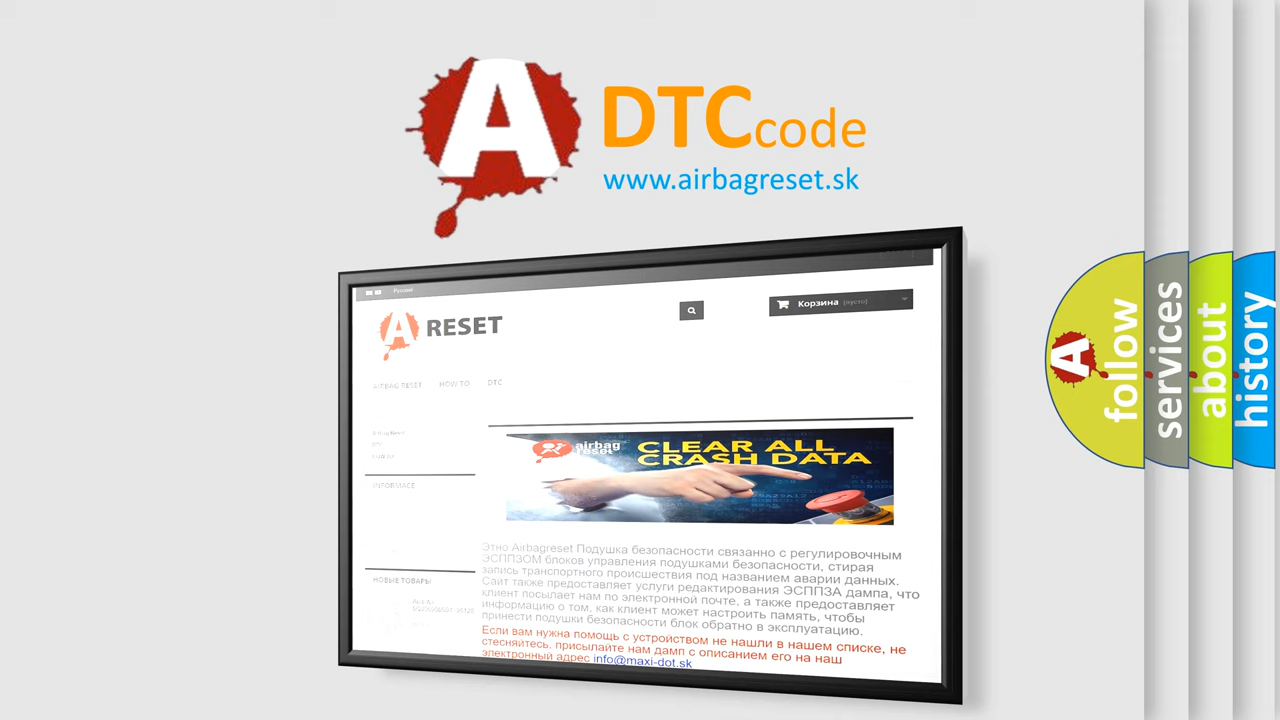 A DTCcode
www.airbagreset.sk
Русский
A RESET
Корзина (пусто)
AIRBAG RESET HOW TO DTC
INFORMACE
airbag
reset
CLEAR ALL
CRASH DATA
Этно Airbagreset Подушка безопасности связанно с регулировочным
ЭСППЗОМ блоков управления подушками безопасности, стирая
запись транспортного происшествия под названием аварии данных.
Сайт также предоставляет услуги редактирования ЭСППЗА дампа, что
клиент посылает нам по электронной почте, а также предоставляет
информацию о том, как клиент может настроить память, чтобы
принести подушки безопасности блок обратно в эксплуатацию.
Если вам нужна помощь с устройством не нашли в нашем списке, не
стесняйтесь, присылайте нам дамп с описанием его на наш
электронный адрес info@maxi-dot.sk
НОВЫЕ ТОВАРЫ
A follow
services
about
history